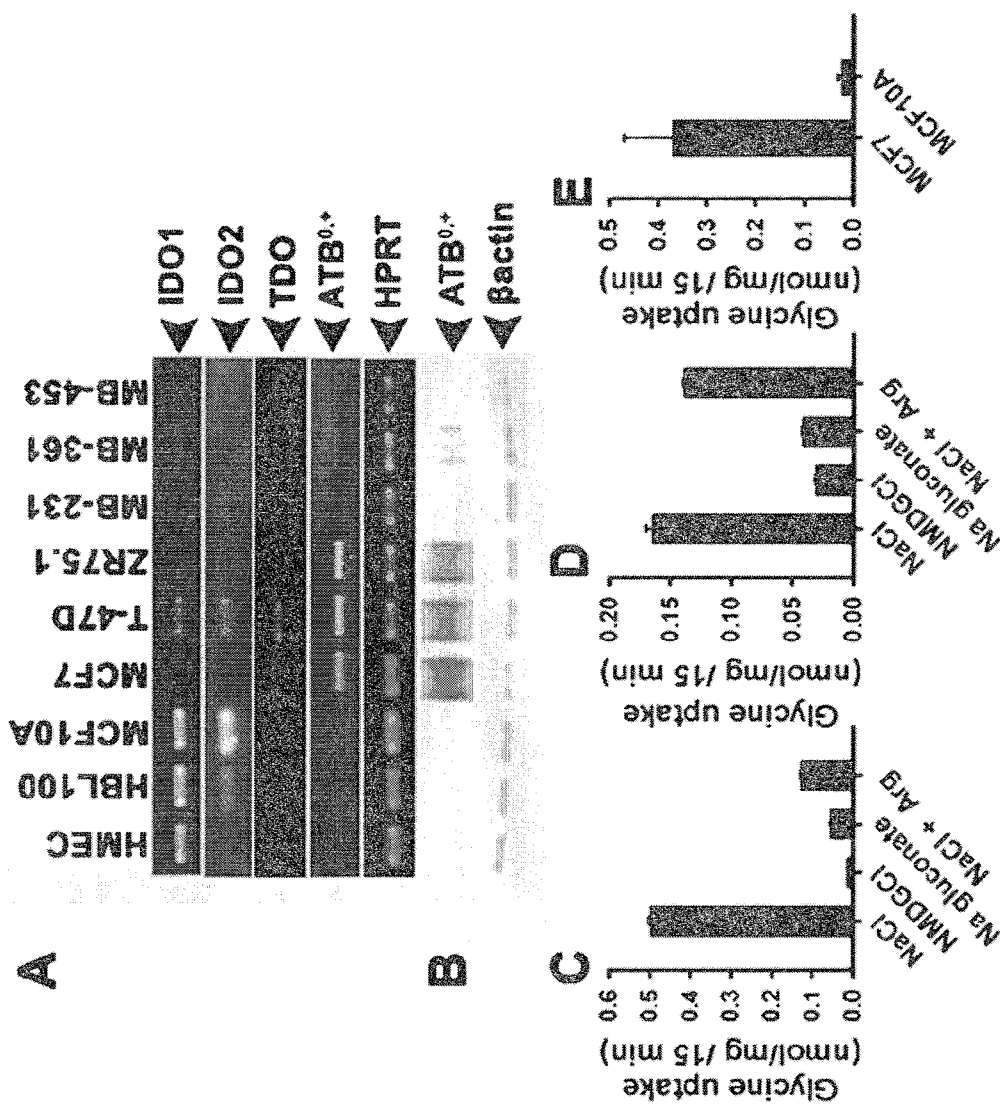 A
HMEC
HBL100
MCF10A
MCF7
T-47D
ZR75.1
MB-231
MB-361
MB-453
IDO1
IDO2
TDO
ATB0,+
HPRT
B
ATB0,+
βactin
C
Glycine uptake
(nmol/mg /15 min)
0.6
0.5
0.4
0.3
0.2
0.1
0.0
NaCl
NMDGCl
Na gluconate
NaCl + Arg
D
Glycine uptake
(nmol/mg /15 min)
0.20
0.15
0.10
0.05
0.00
NaCl
NMDGCl
Na gluconate
NaCl + Arg
E
Glycine uptake
(nmol/mg /15 min)
0.5
0.4
0.3
0.2
0.1
0.0
MCF7
MCF10A